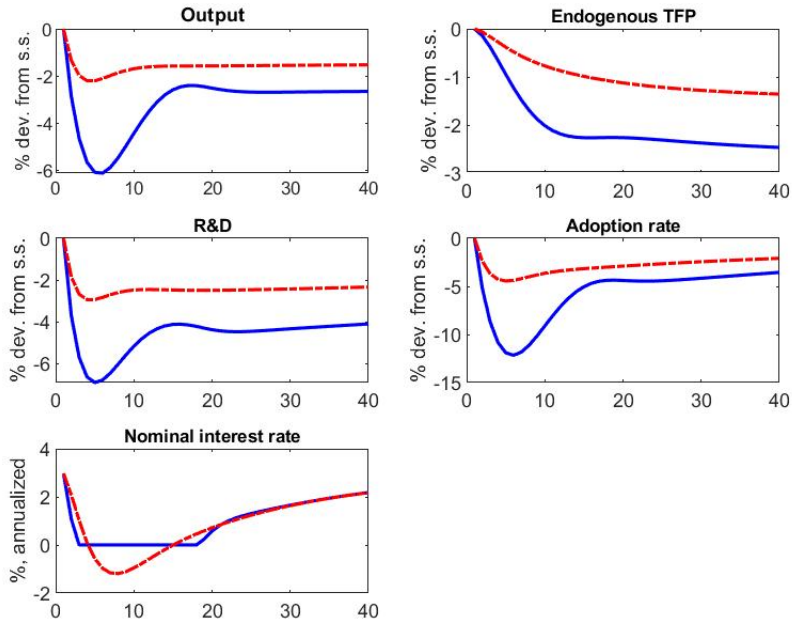 Output
% dev. from s.s.
0
-2
-4
-6
0 10 20 30 40
Endogenous TFP
% dev. from s.s.
0
-1
-2
-3
0 10 20 30 40
R&D
% dev. from s.s.
0
-2
-4
-6
0 10 20 30 40
Adoption rate
% dev. from s.s.
0
-5
-10
-15
0 10 20 30 40
Nominal interest rate
%, annualized
4
2
0
-2
0 10 20 30 40